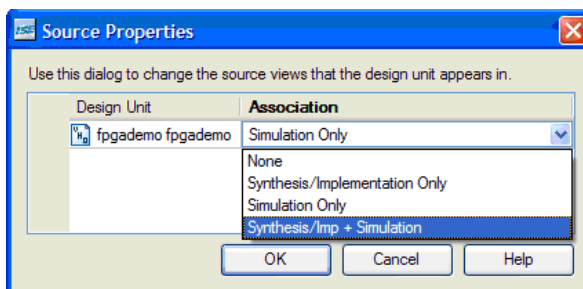 ISE Source Properties
Use this dialog to change the source views that the design unit appears in.
Design Unit Association
fpgademo fpgademo Simulation Only
None
Synthesis/Implementation Only
Simulation Only
Synthesis/Imp + Simulation
OK Cancel Help